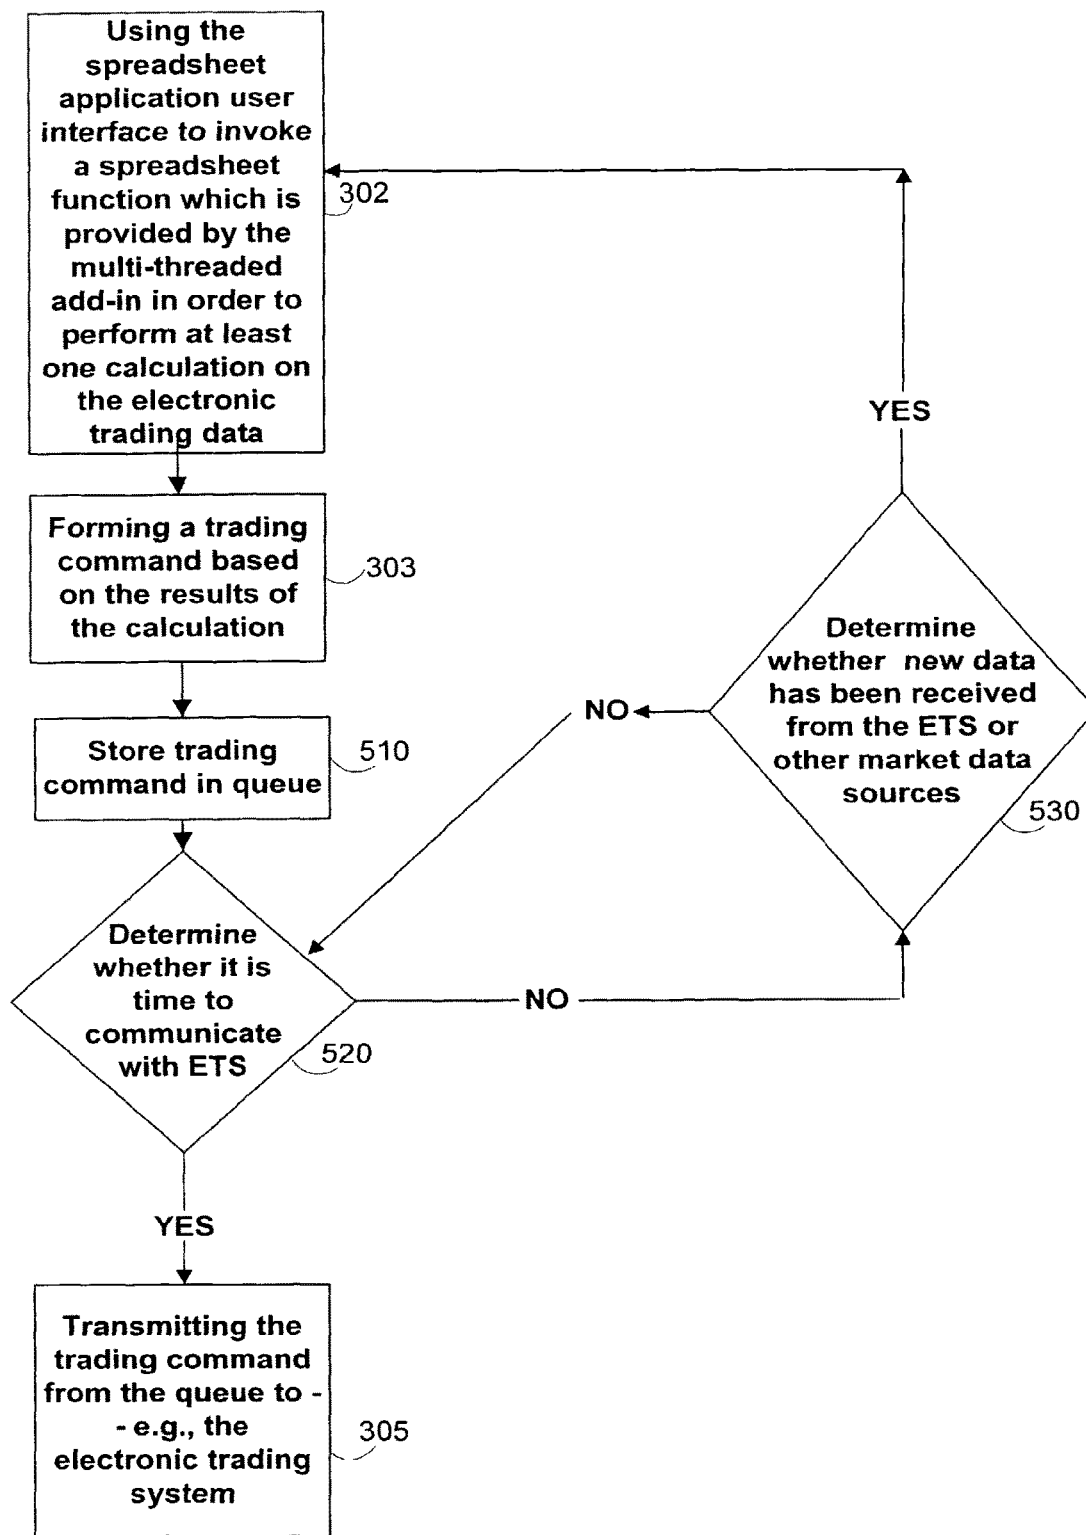 Using the
spreadsheet
application user
interface to invoke
a spreadsheet
function which is
provided by the
multi-threaded
add-in in order to
perform at least
one calculation on
the electronic
trading data
302
Forming a trading
command based
on the results of
the calculation
303
Store trading
command in queue
510
Determine
whether it is
time to
communicate
with ETS
520
NO
YES
Determine
whether new data
has been received
from the ETS or
other market data
sources
530
NO
YES
Transmitting the
trading command
from the queue to -
- e.g., the
electronic trading
system
305